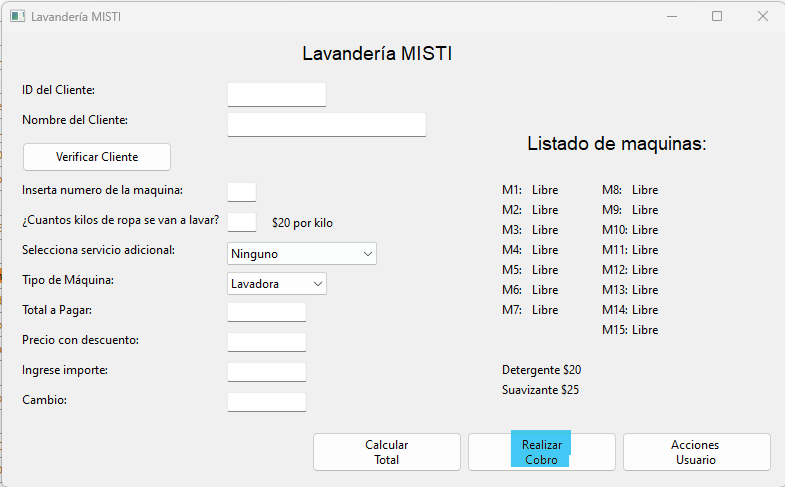 Lavandería MISTI
Lavandería MISTI
ID del Cliente:
Nombre del Cliente:
Verificar Cliente
Inserta numero de la maquina:
¿Cuantos kilos de ropa se van a lavar? $20 por kilo
Selecciona servicio adicional: Ninguno
Tipo de Máquina: Lavadora
Total a Pagar:
Precio con descuento:
Ingrese importe:
Cambio:
Listado de maquinas:
M1: Libre M8: Libre
M2: Libre M9: Libre
M3: Libre M10: Libre
M4: Libre M11: Libre
M5: Libre M12: Libre
M6: Libre M13: Libre
M7: Libre M14: Libre
M15: Libre
Detergente $20
Suavizante $25
Calcular
Total
Realizar
Cobro
Acciones
Usuario